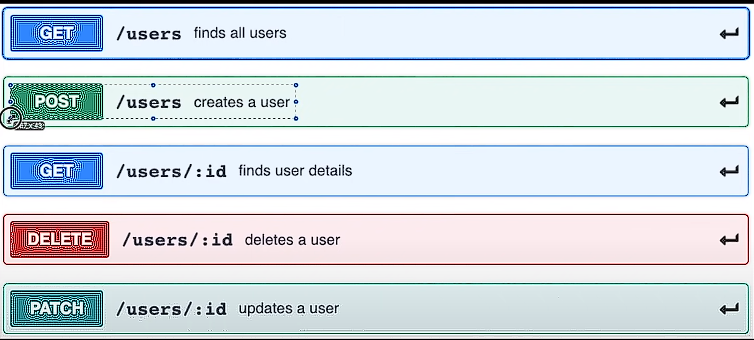 GET /users finds all users
POST /users creates a user
GET /users/:id finds user details
DELETE /users/:id deletes a user
PATCH /users/:id updates a user